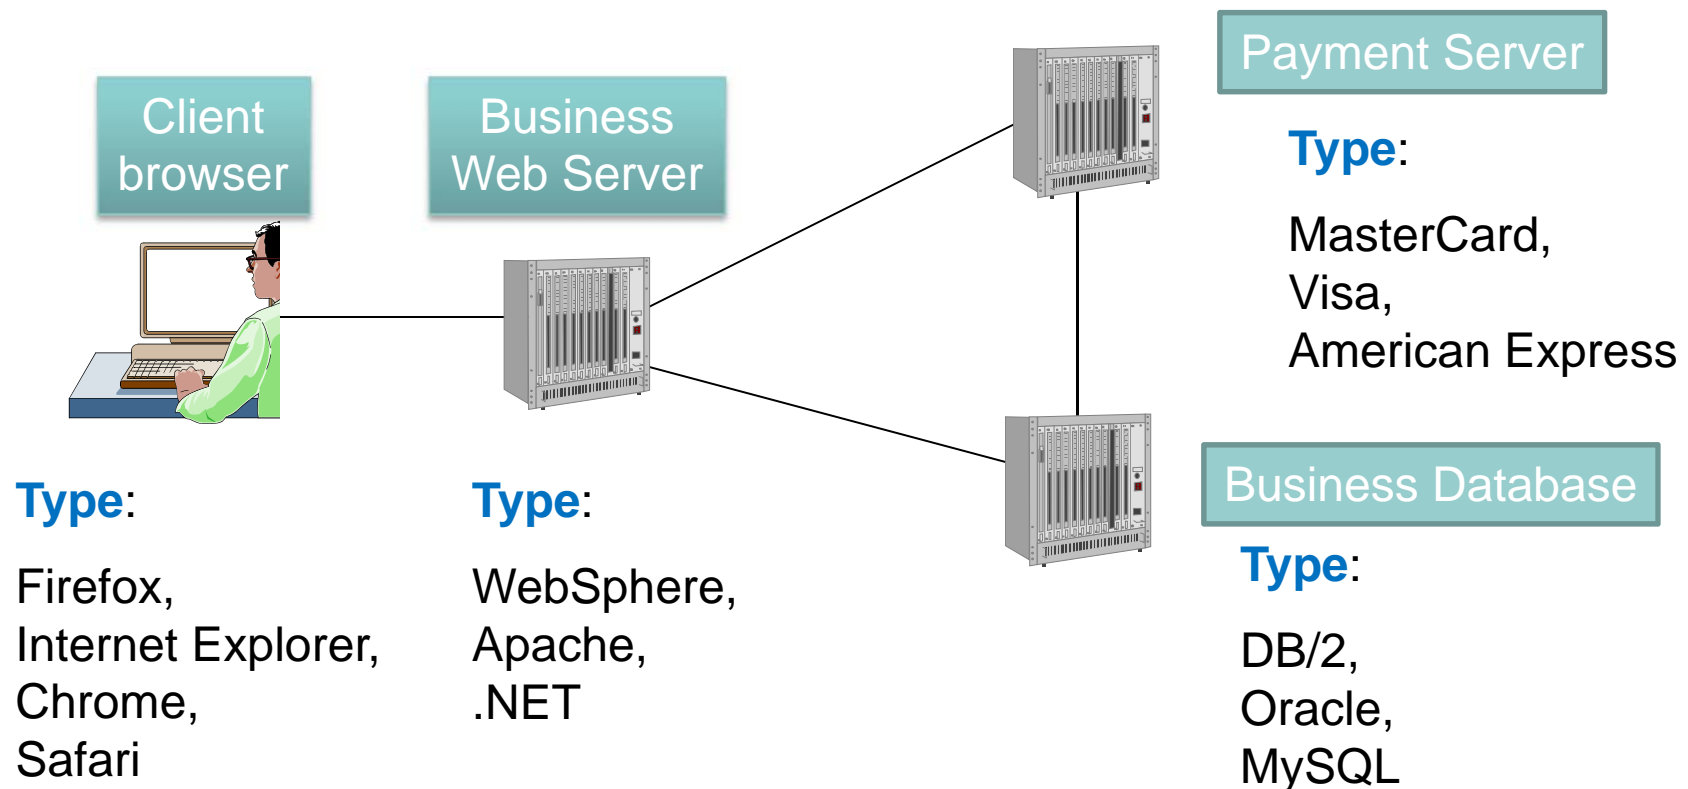 Client
browser
Business
Web Server
Payment Server
Type:
MasterCard,
Visa,
American Express
Business Database
Type:
DB/2,
Oracle,
MySQL
Type:
Firefox,
Internet Explorer,
Chrome,
Safari
Type:
WebSphere,
Apache,
.NET